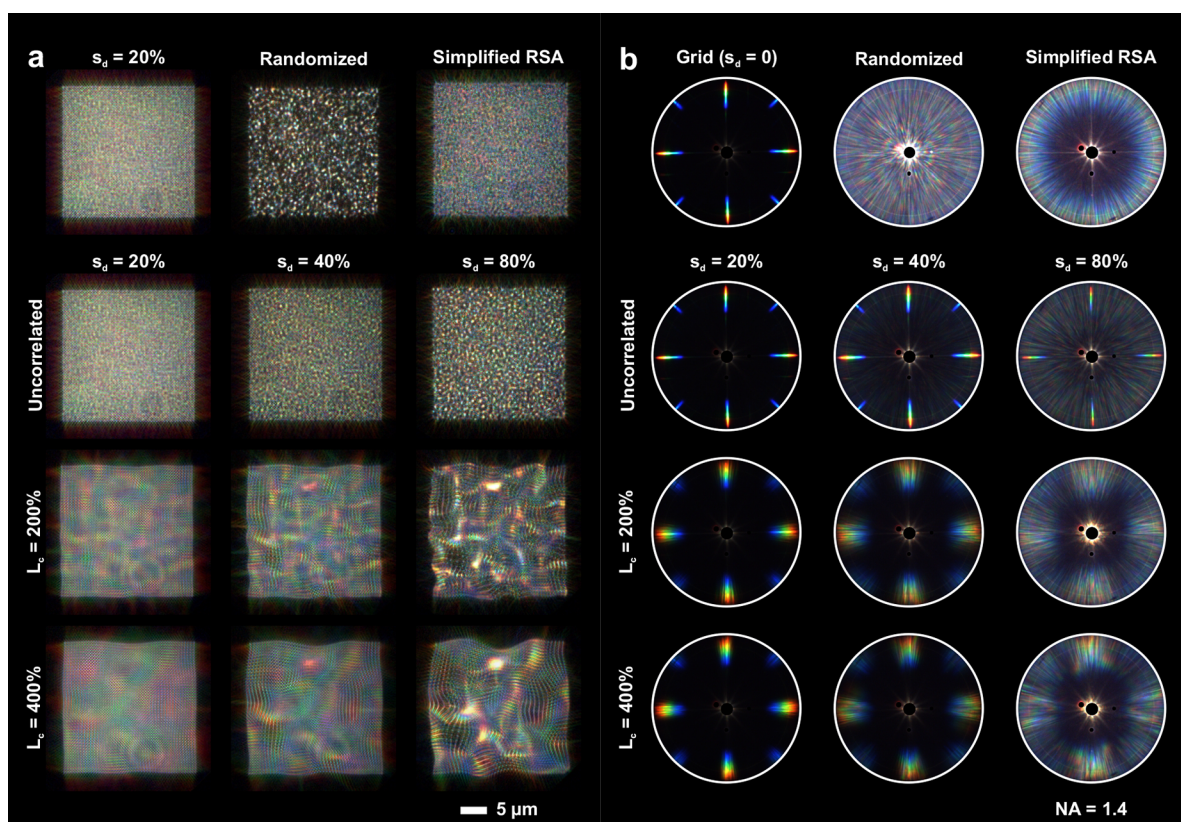 a
s_d = 20% Randomized Simplified RSA
Uncorrelated
s_d = 20% s_d = 40% s_d = 80%
L_c = 200%
L_c = 400%
5 µm
b
Grid (s_d = 0) Randomized Simplified RSA
Uncorrelated
s_d = 20% s_d = 40% s_d = 80%
L_c = 200%
L_c = 400%
NA = 1.4